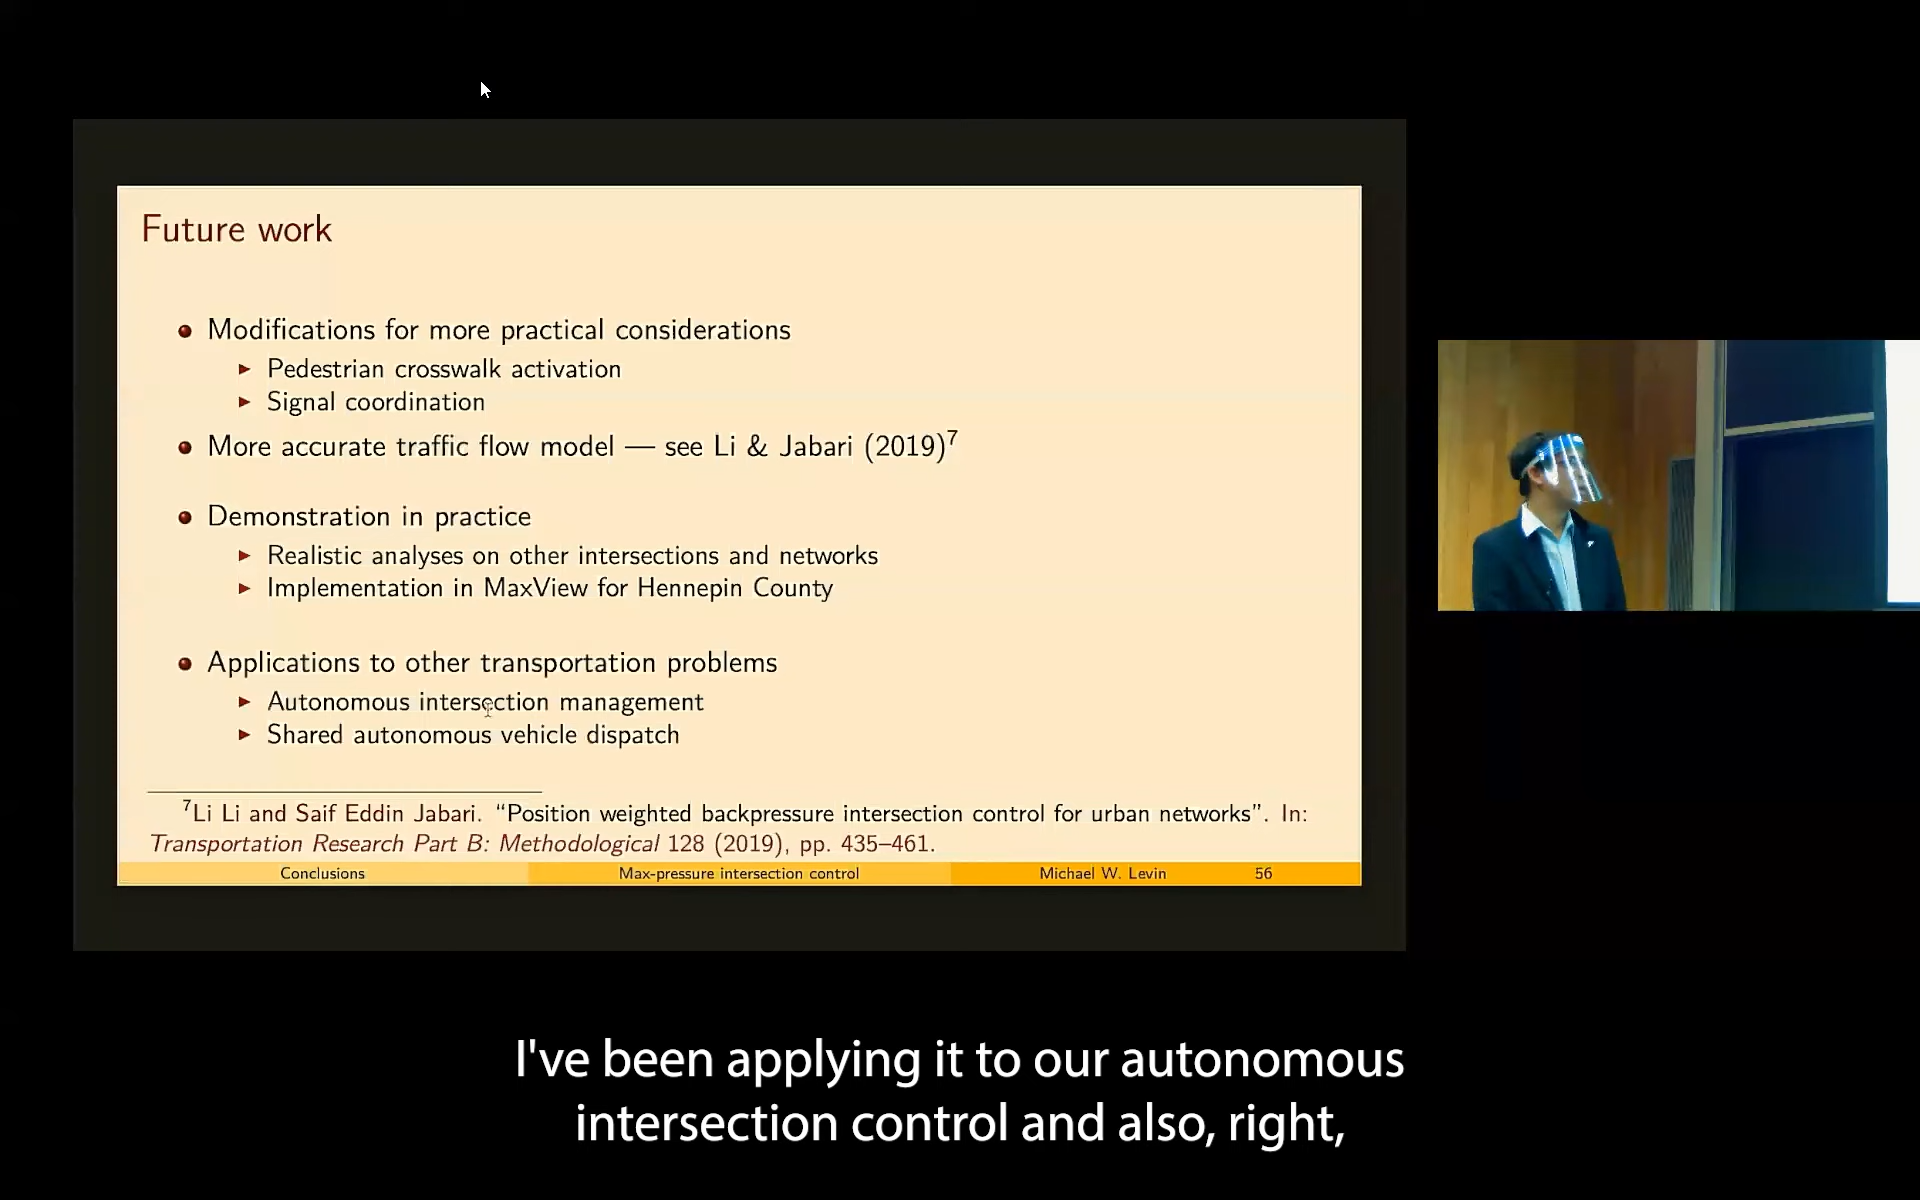 Future work
Modifications for more practical considerations
Pedestrian crosswalk activation
Signal coordination
More accurate traffic flow model — see Li & Jabari (2019)⁷
Demonstration in practice
Realistic analyses on other intersections and networks
Implementation in MaxView for Hennepin County
Applications to other transportation problems
Autonomous intersection management
Shared autonomous vehicle dispatch
⁷Li Li and Saif Eddin Jabari. “Position weighted backpressure intersection control for urban networks”. In:
Transportation Research Part B: Methodological 128 (2019), pp. 435–461.
Conclusions Max-pressure intersection control Michael W. Levin 56
I've been applying it to our autonomous
intersection control and also, right,